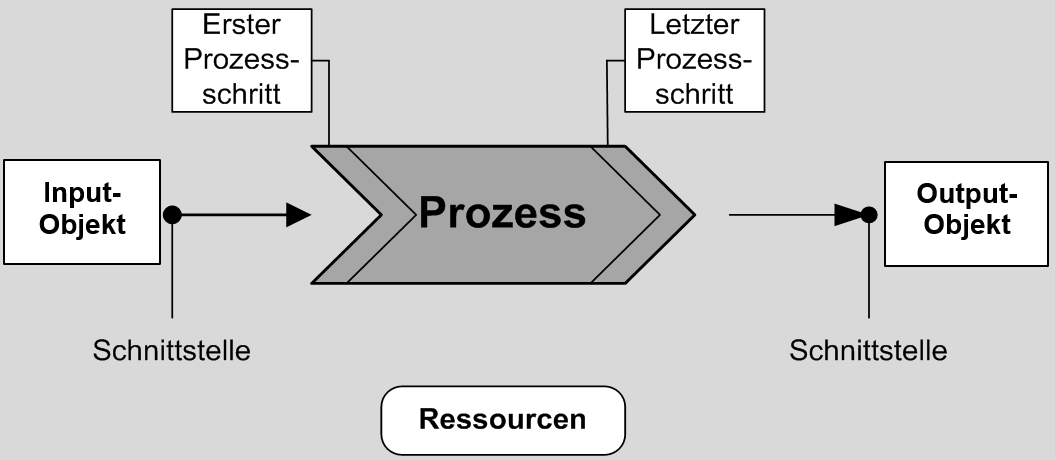 Erster
Prozess-
schritt
Letzter
Prozess-
schritt
Input-
Objekt
Prozess
Output-
Objekt
Schnittstelle
Schnittstelle
Ressourcen